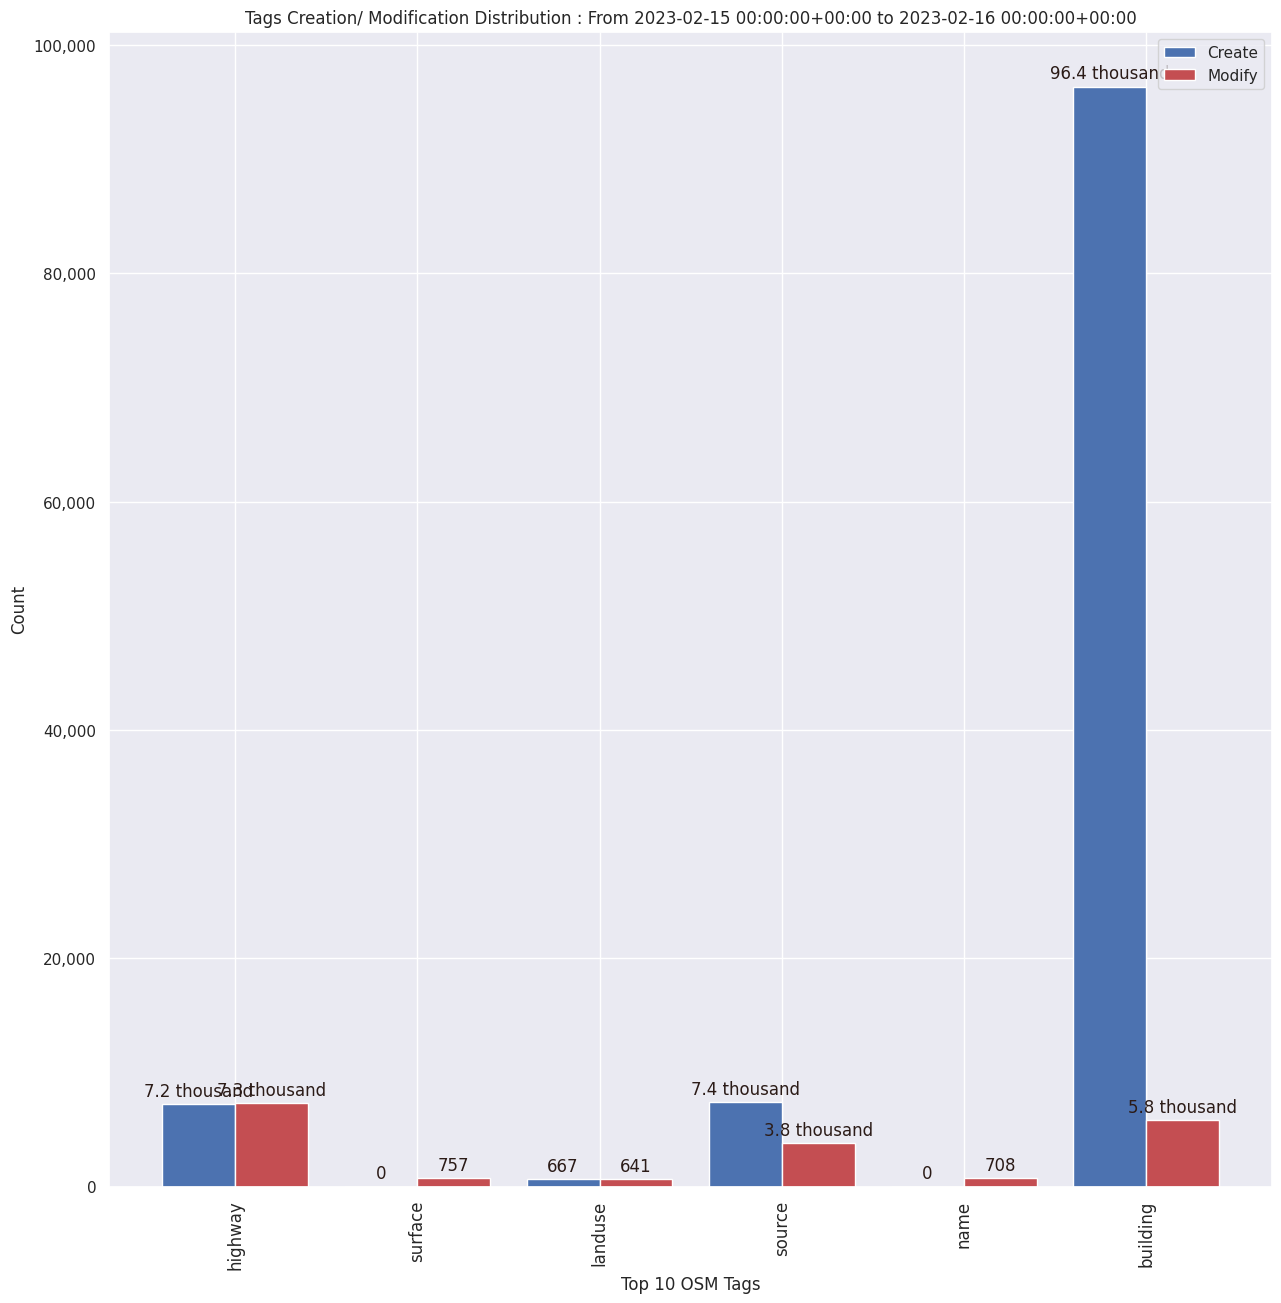 Tags Creation/ Modification Distribution : From 2023-02-15 00:00:00+00:00 to 2023-02-16 00:00:00+00:00
100,000
80,000
60,000
40,000
20,000
0
Count
Create
Modify
96.4 thousand
7.2 thousand
7.3 thousand
0
757
667
641
7.4 thousand
3.8 thousand
0
708
5.8 thousand
highway
surface
landuse
source
name
building
Top 10 OSM Tags